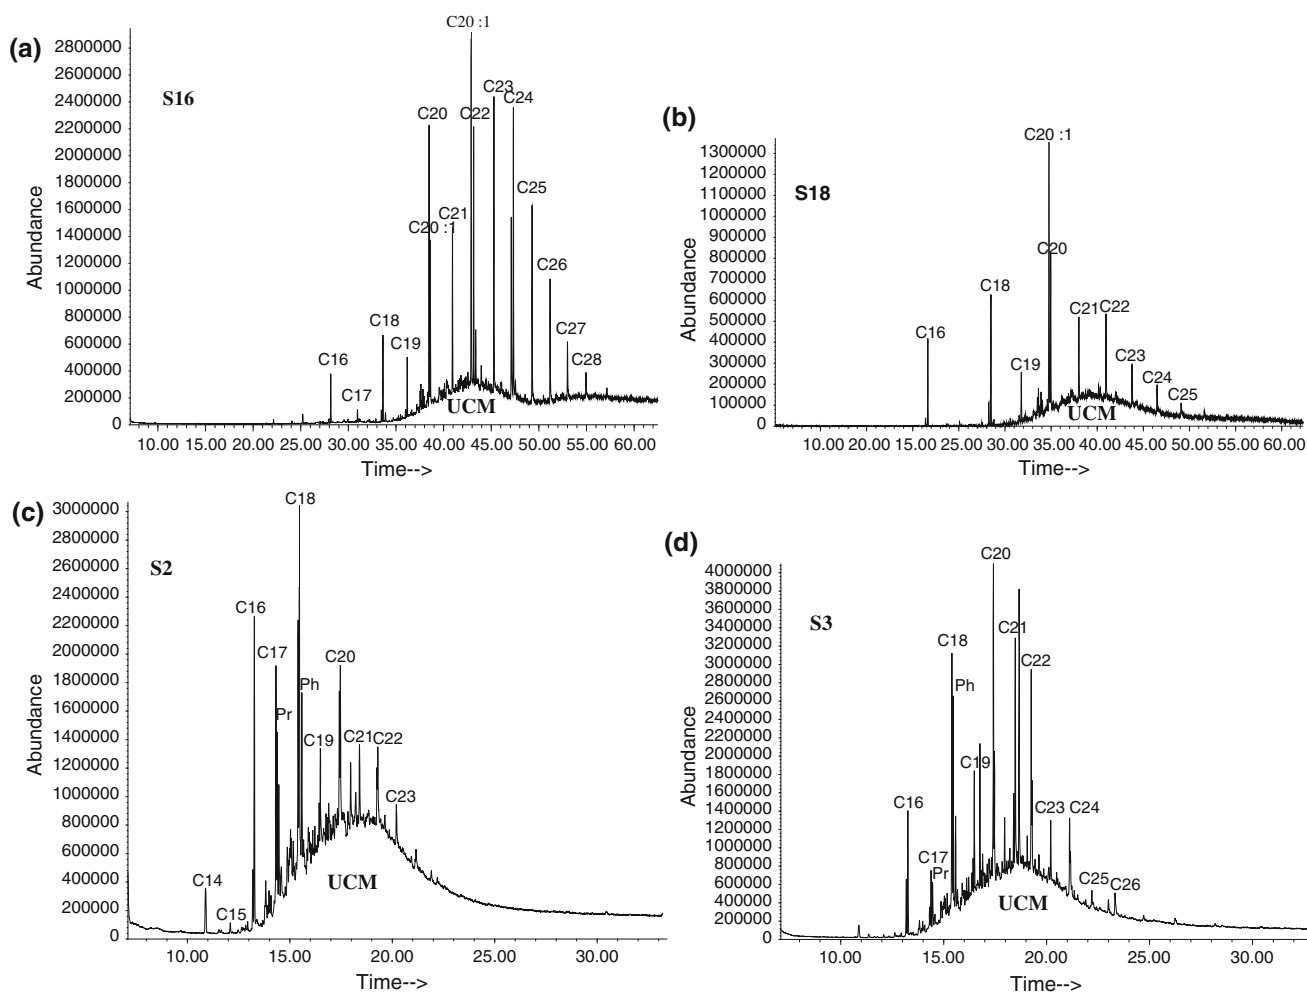 (a)
S16
Abundance
2800000
2600000
2400000
2200000
2000000
1800000
1600000
1400000
1200000
1000000
800000
600000
400000
200000
0
C20 :1
C23
C24
C20
C22
C25
C21
C20 :1
C26
C18
C27
C19
C16
C28
C17
UCM
10.00 15.00 20.00 25.00 30.00 35.00 40.00 45.00 50.00 55.00 60.00
Time-->
(b)
S18
Abundance
1300000
1200000
1100000
1000000
900000
800000
700000
600000
500000
400000
300000
200000
100000
0
C20 :1
C20
C18
C16
C21
C22
C19
C23
C24
C25
UCM
10.00 15.00 20.00 25.00 30.00 35.00 40.00 45.00 50.00 55.00 60.00
Time-->
(c)
S2
Abundance
3000000
2800000
2600000
2400000
2200000
2000000
1800000
1600000
1400000
1200000
1000000
800000
600000
400000
200000
0
C18
C16
C17
C20
Ph
Pr
C19
C21
C22
C23
C14
C15
UCM
10.00 15.00 20.00 25.00 30.00
Time-->
(d)
S3
Abundance
4000000
3800000
3600000
3400000
3200000
3000000
2800000
2600000
2400000
2200000
2000000
1800000
1600000
1400000
1200000
1000000
800000
600000
400000
200000
0
C20
C18
C21
C22
Ph
C19
C16
C23
C24
C17
Pr
C25
C26
UCM
10.00 15.00 20.00 25.00 30.00
Time-->